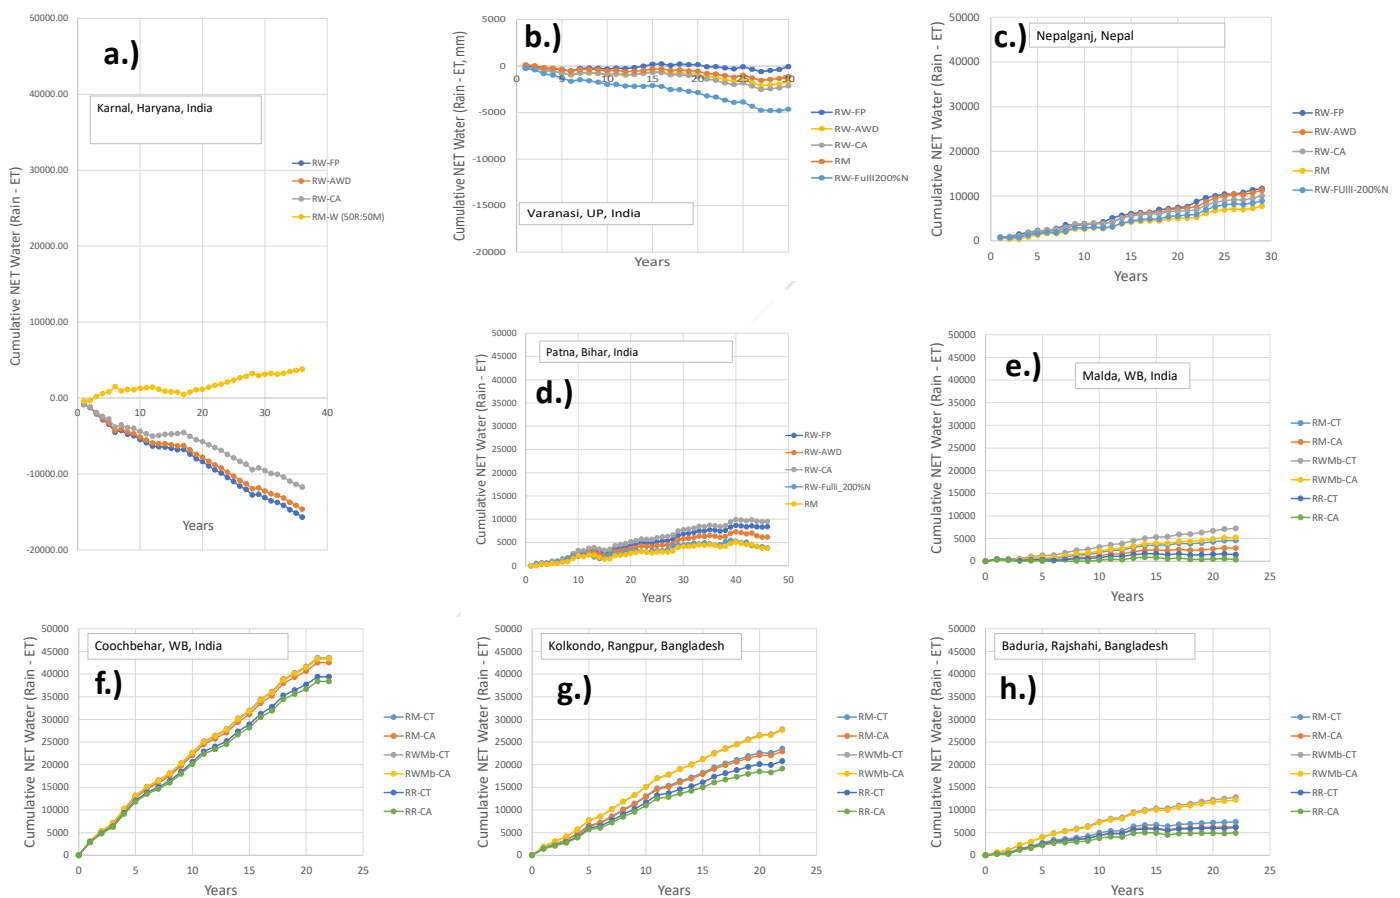 a.)
Karnal, Haryana, India
Cumulative NET Water (Rain - ET)
50000.00
40000.00
30000.00
20000.00
10000.00
0.00
-10000.00
-20000.00
0 10 20 30 40
Years
RW-FP
RW-AWD
RW-CA
RM-W (50R:50M)
b.)
Varanasi, UP, India
Cumulative NET Water (Rain - ET, mm)
5000
0
-5000
-10000
-15000
-20000
0 5 10 15 20 25 30
Years
RW-FP
RW-AWD
RW-CA
RM
RW-FullI200%N
c.)
Nepalganj, Nepal
Cumulative NET Water (Rain - ET)
50000
40000
30000
20000
10000
0
0 5 10 15 20 25 30
Years
RW-FP
RW-AWD
RW-CA
RM
RW-FUllI-200%N
d.)
Patna, Bihar, India
Cumulative NET Water (Rain - ET)
50000
45000
40000
35000
30000
25000
20000
15000
10000
5000
0
0 10 20 30 40 50
Years
RW-FP
RW-AWD
RW-CA
RW-Fulli_200%N
RM
e.)
Malda, WB, India
Cumulative NET Water (Rain - ET)
50000
45000
40000
35000
30000
25000
20000
15000
10000
5000
0
0 5 10 15 20 25
Years
RM-CT
RM-CA
RWMb-CT
RWMb-CA
RR-CT
RR-CA
f.)
Coochbehar, WB, India
Cumulative NET Water (Rain - ET)
50000
45000
40000
35000
30000
25000
20000
15000
10000
5000
0
0 5 10 15 20 25
Years
RM-CT
RM-CA
RWMb-CT
RWMb-CA
RR-CT
RR-CA
g.)
Kolkondo, Rangpur, Bangladesh
Cumulative NET Water (Rain - ET)
50000
45000
40000
35000
30000
25000
20000
15000
10000
5000
0
0 5 10 15 20 25
Years
RM-CT
RM-CA
RWMb-CT
RWMb-CA
RR-CT
RR-CA
h.)
Baduria, Rajshahi, Bangladesh
Cumulative NET Water (Rain - ET)
50000
45000
40000
35000
30000
25000
20000
15000
10000
5000
0
0 5 10 15 20 25
Years
RM-CT
RM-CA
RWMb-CT
RWMb-CA
RR-CT
RR-CA